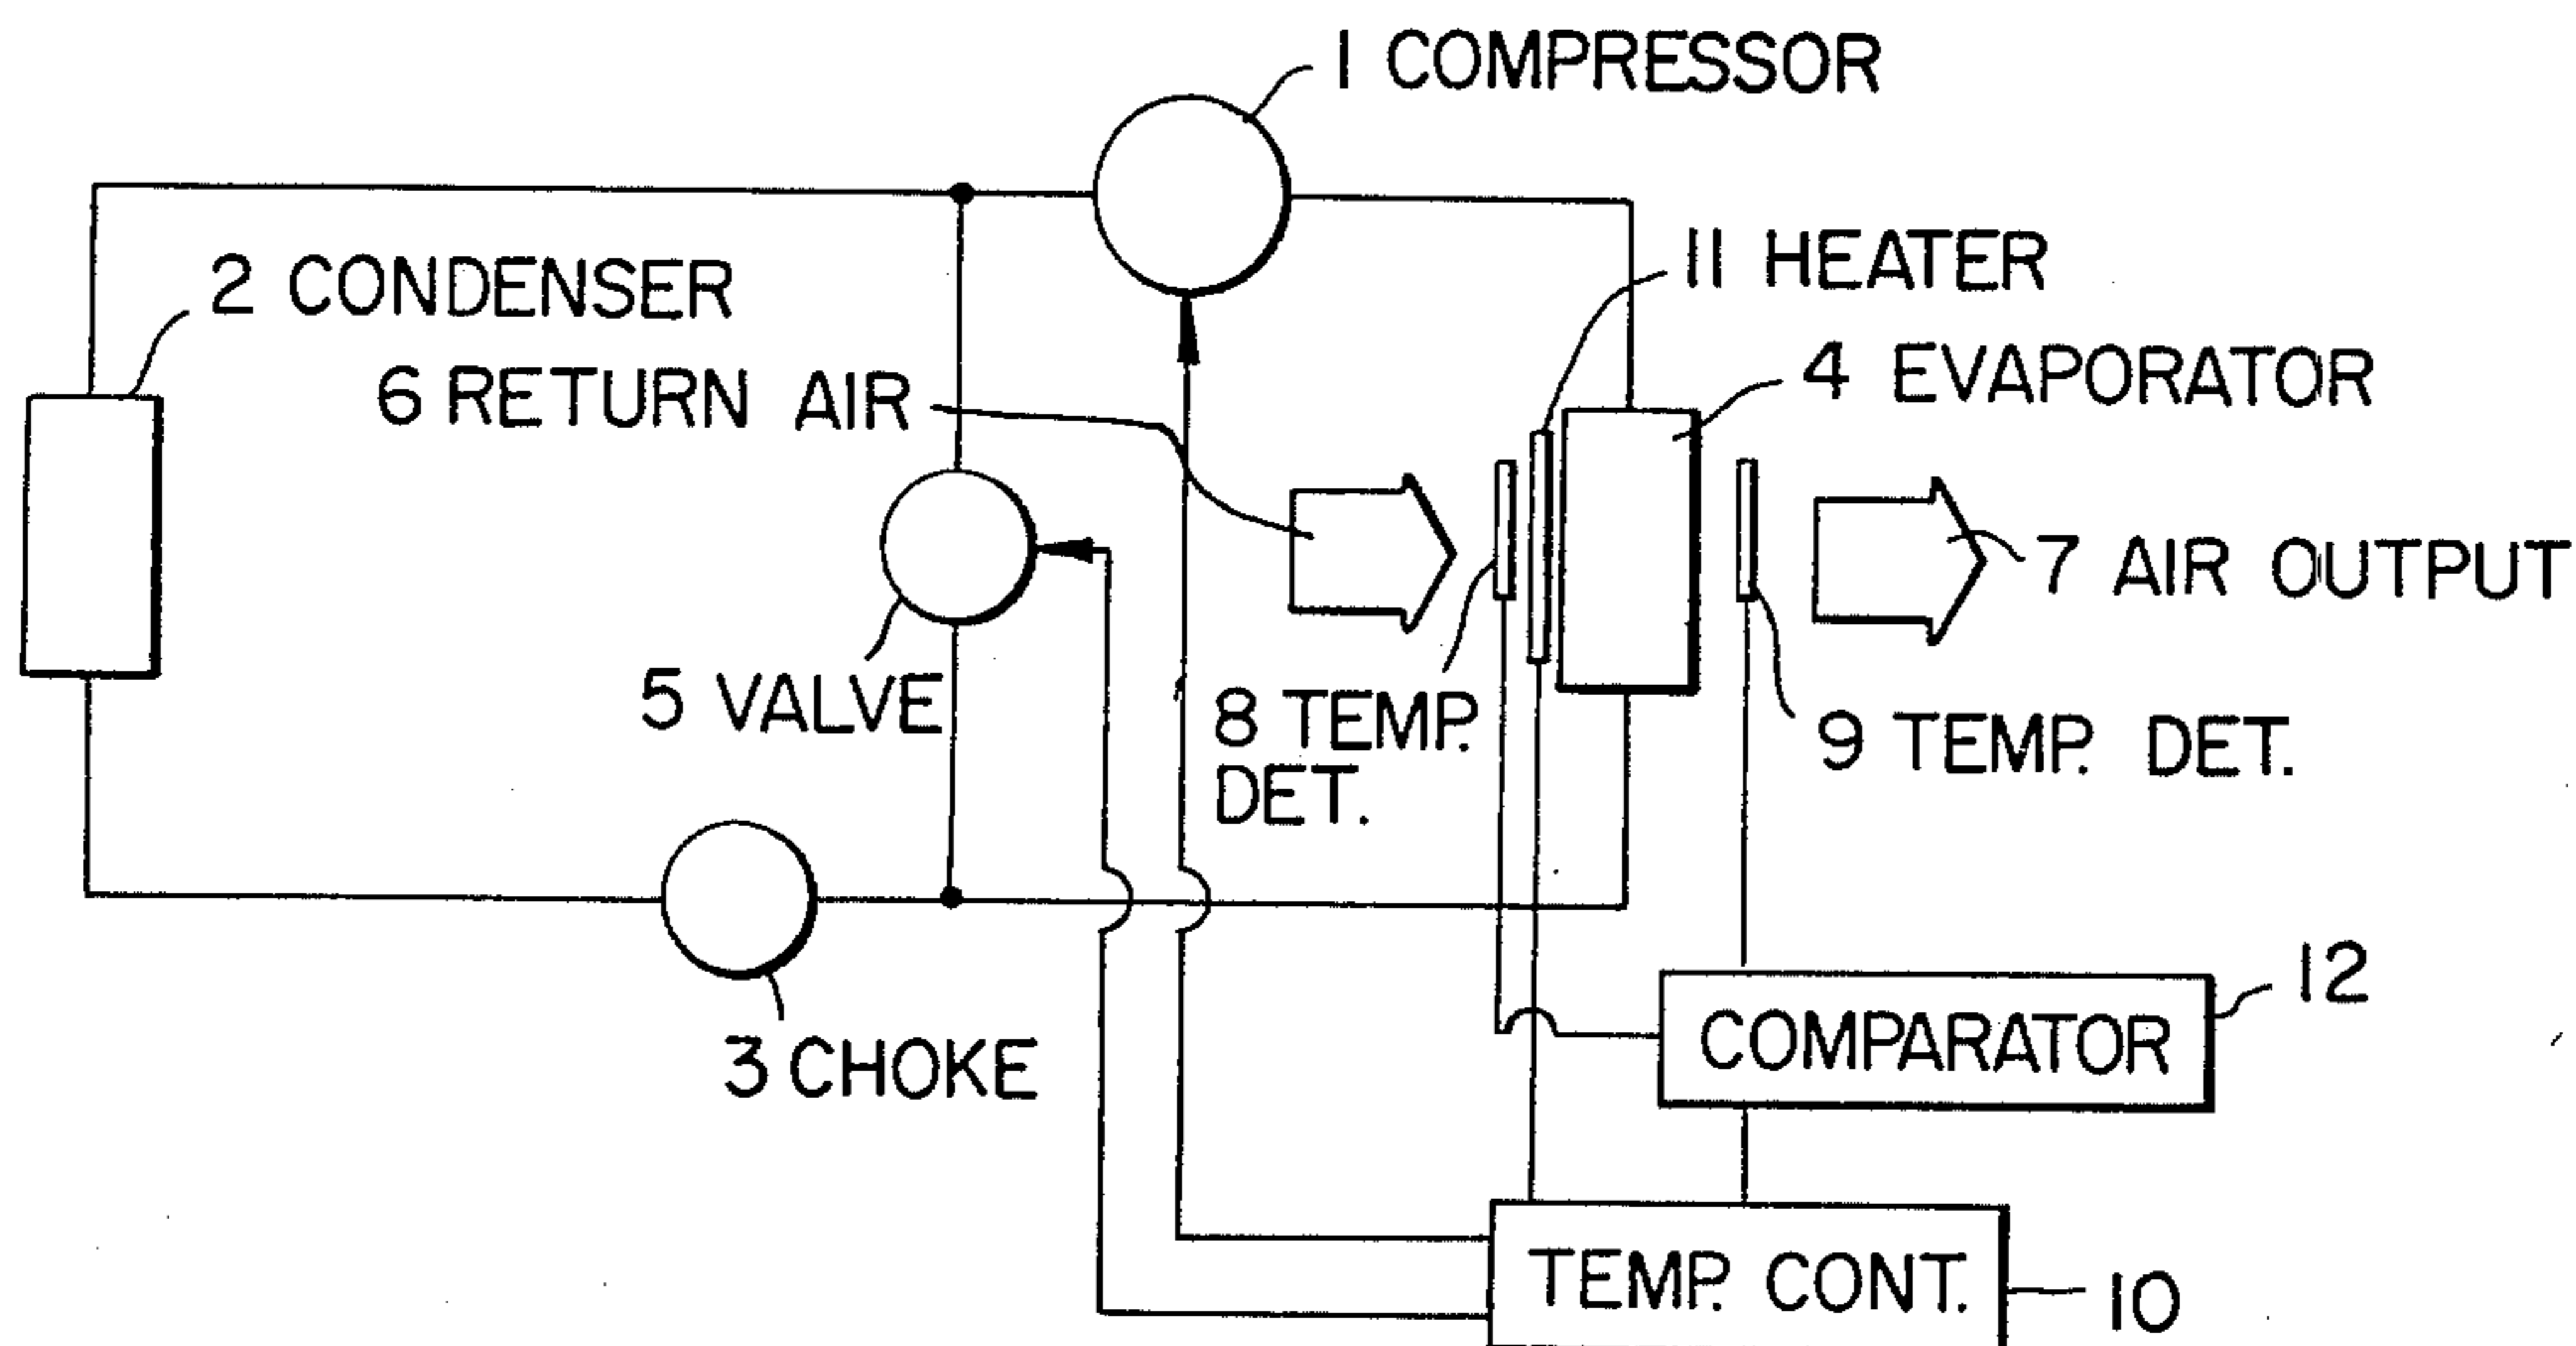 1 COMPRESSOR
2 CONDENSER
11 HEATER
6 RETURN AIR
4 EVAPORATOR
7 AIR OUTPUT
5 VALVE
8 TEMP.
DET.
9 TEMP. DET.
3 CHOKE
12
COMPARATOR
TEMP. CONT.
10